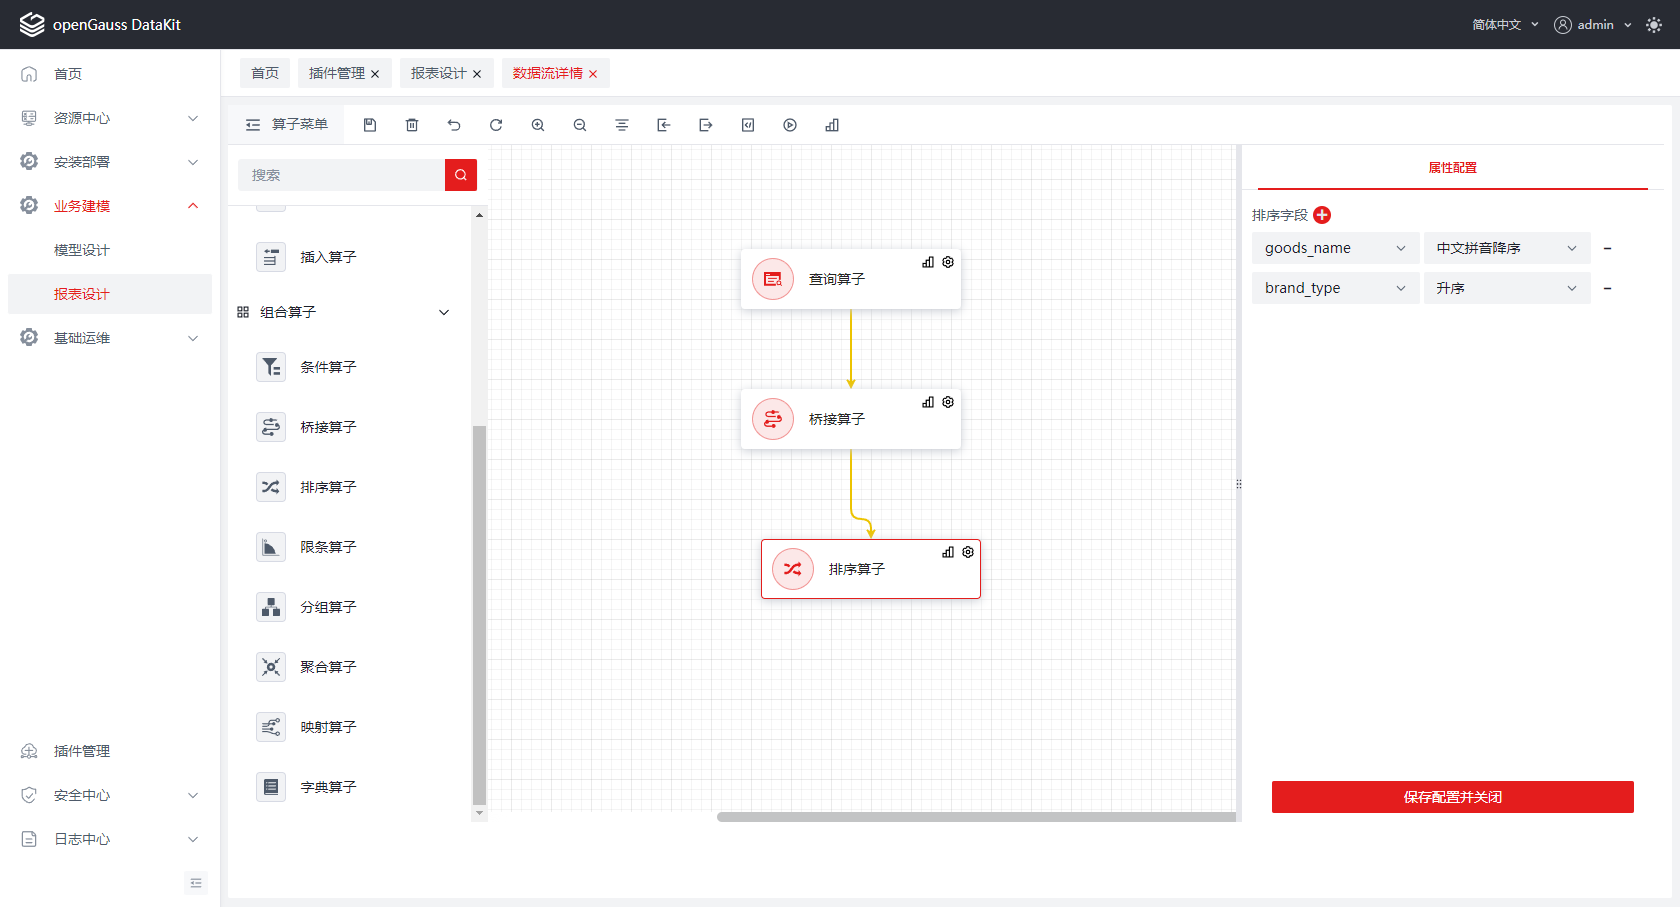 openGauss DataKit
简体中文
admin
首页
资源中心
安装部署
业务建模
模型设计
报表设计
基础运维
插件管理
安全中心
日志中心
首页
插件管理
报表设计
数据流详情
算子菜单
搜索
插入算子
组合算子
条件算子
桥接算子
排序算子
限条算子
分组算子
聚合算子
映射算子
字典算子
查询算子
桥接算子
排序算子
属性配置
排序字段
goods_name 中文拼音降序
brand_type 升序
保存配置并关闭